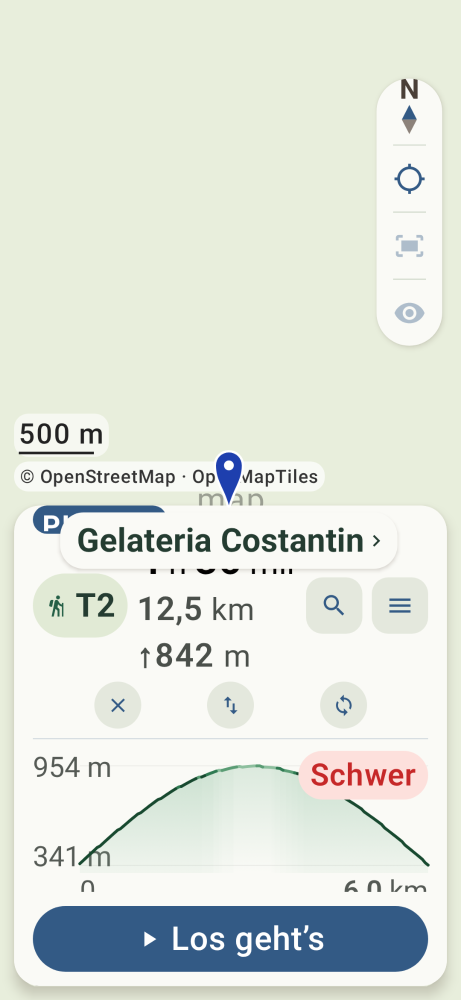 N
500 m
© OpenStreetMap · Op MapTiles
map
Gelateria Costantin ›
T2
12,5 km
↑842 m
954 m
Schwer
341 m
0
6,0 km
Los geht’s